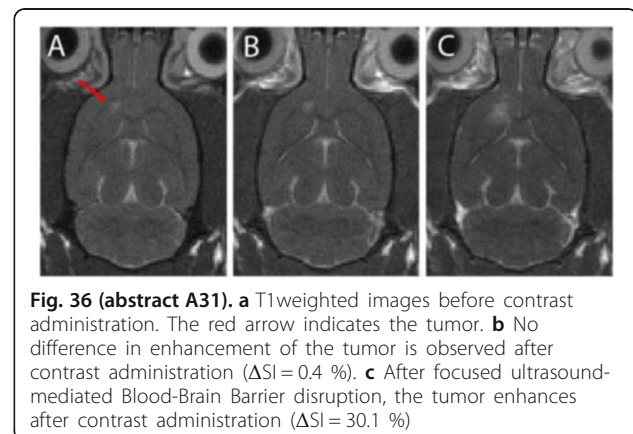 A
B
C
Fig. 36 (abstract A31). a T1weighted images before contrast
administration. The red arrow indicates the tumor. b No
difference in enhancement of the tumor is observed after
contrast administration (ΔSI = 0.4 %). c After focused ultrasound-
mediated Blood-Brain Barrier disruption, the tumor enhances
after contrast administration (ΔSI = 30.1 %)